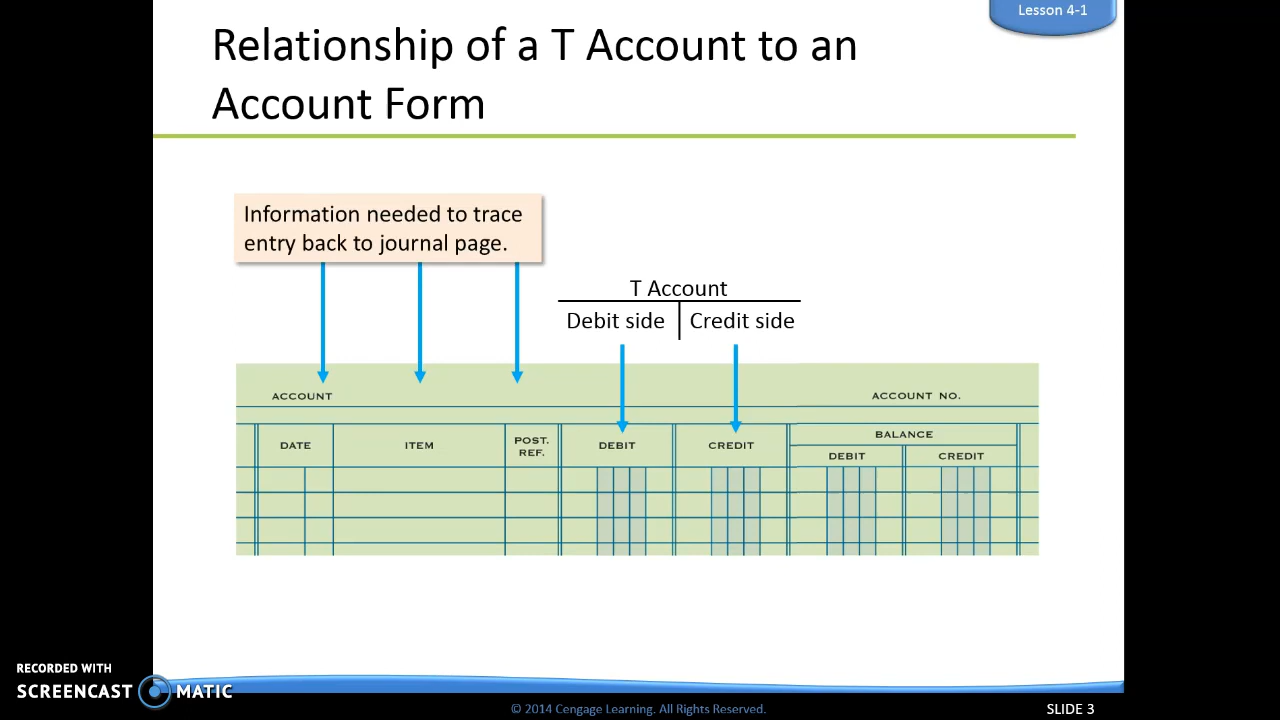 Lesson 4-1
Relationship of a T Account to an
Account Form
Information needed to trace
entry back to journal page.
T Account
Debit side Credit side
ACCOUNT ACCOUNT NO.
DATE ITEM POST. REF. DEBIT CREDIT BALANCE
DEBIT CREDIT
RECORDED WITH
SCREENCAST MATIC
© 2014 Cengage Learning. All Rights Reserved.
SLIDE 3